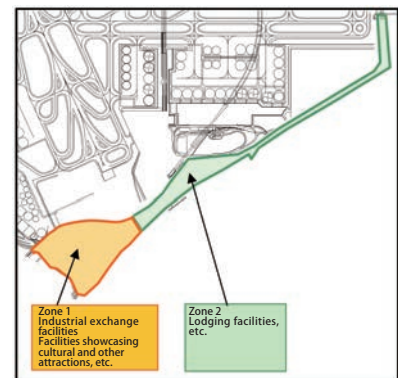 Zone 1
Industrial exchange
facilities
Facilities showcasing
cultural and other
attractions, etc.
Zone 2
Lodging facilities,
etc.